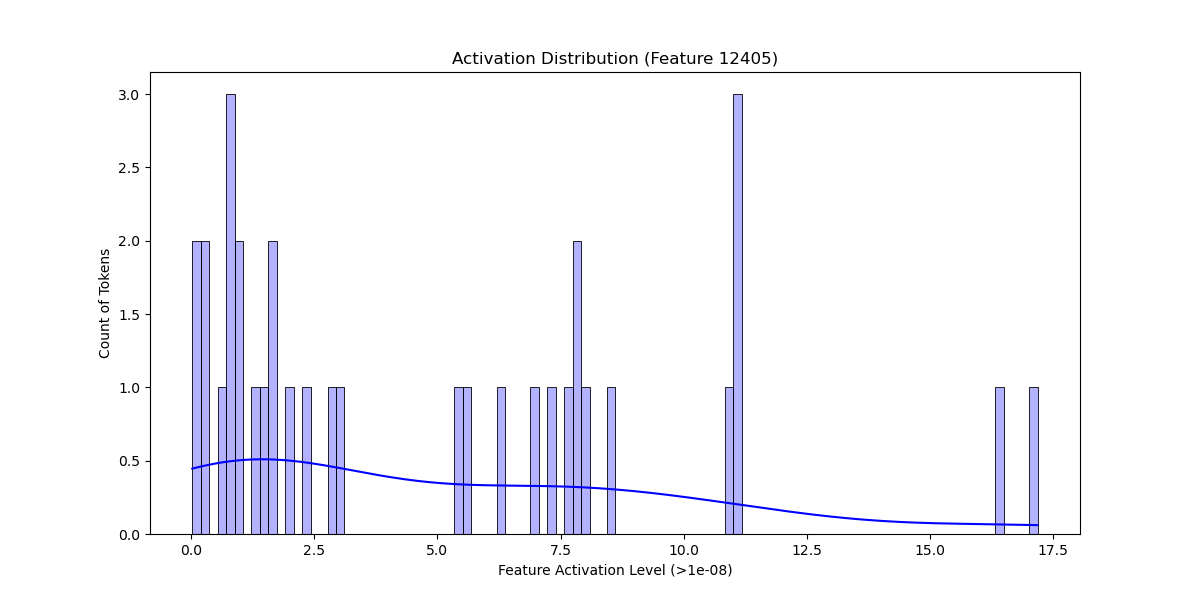 Activation Distribution (Feature 12405)
Count of Tokens
3.0
2.5
2.0
1.5
1.0
0.5
0.0
0.0 2.5 5.0 7.5 10.0 12.5 15.0 17.5
Feature Activation Level (>1e-08)